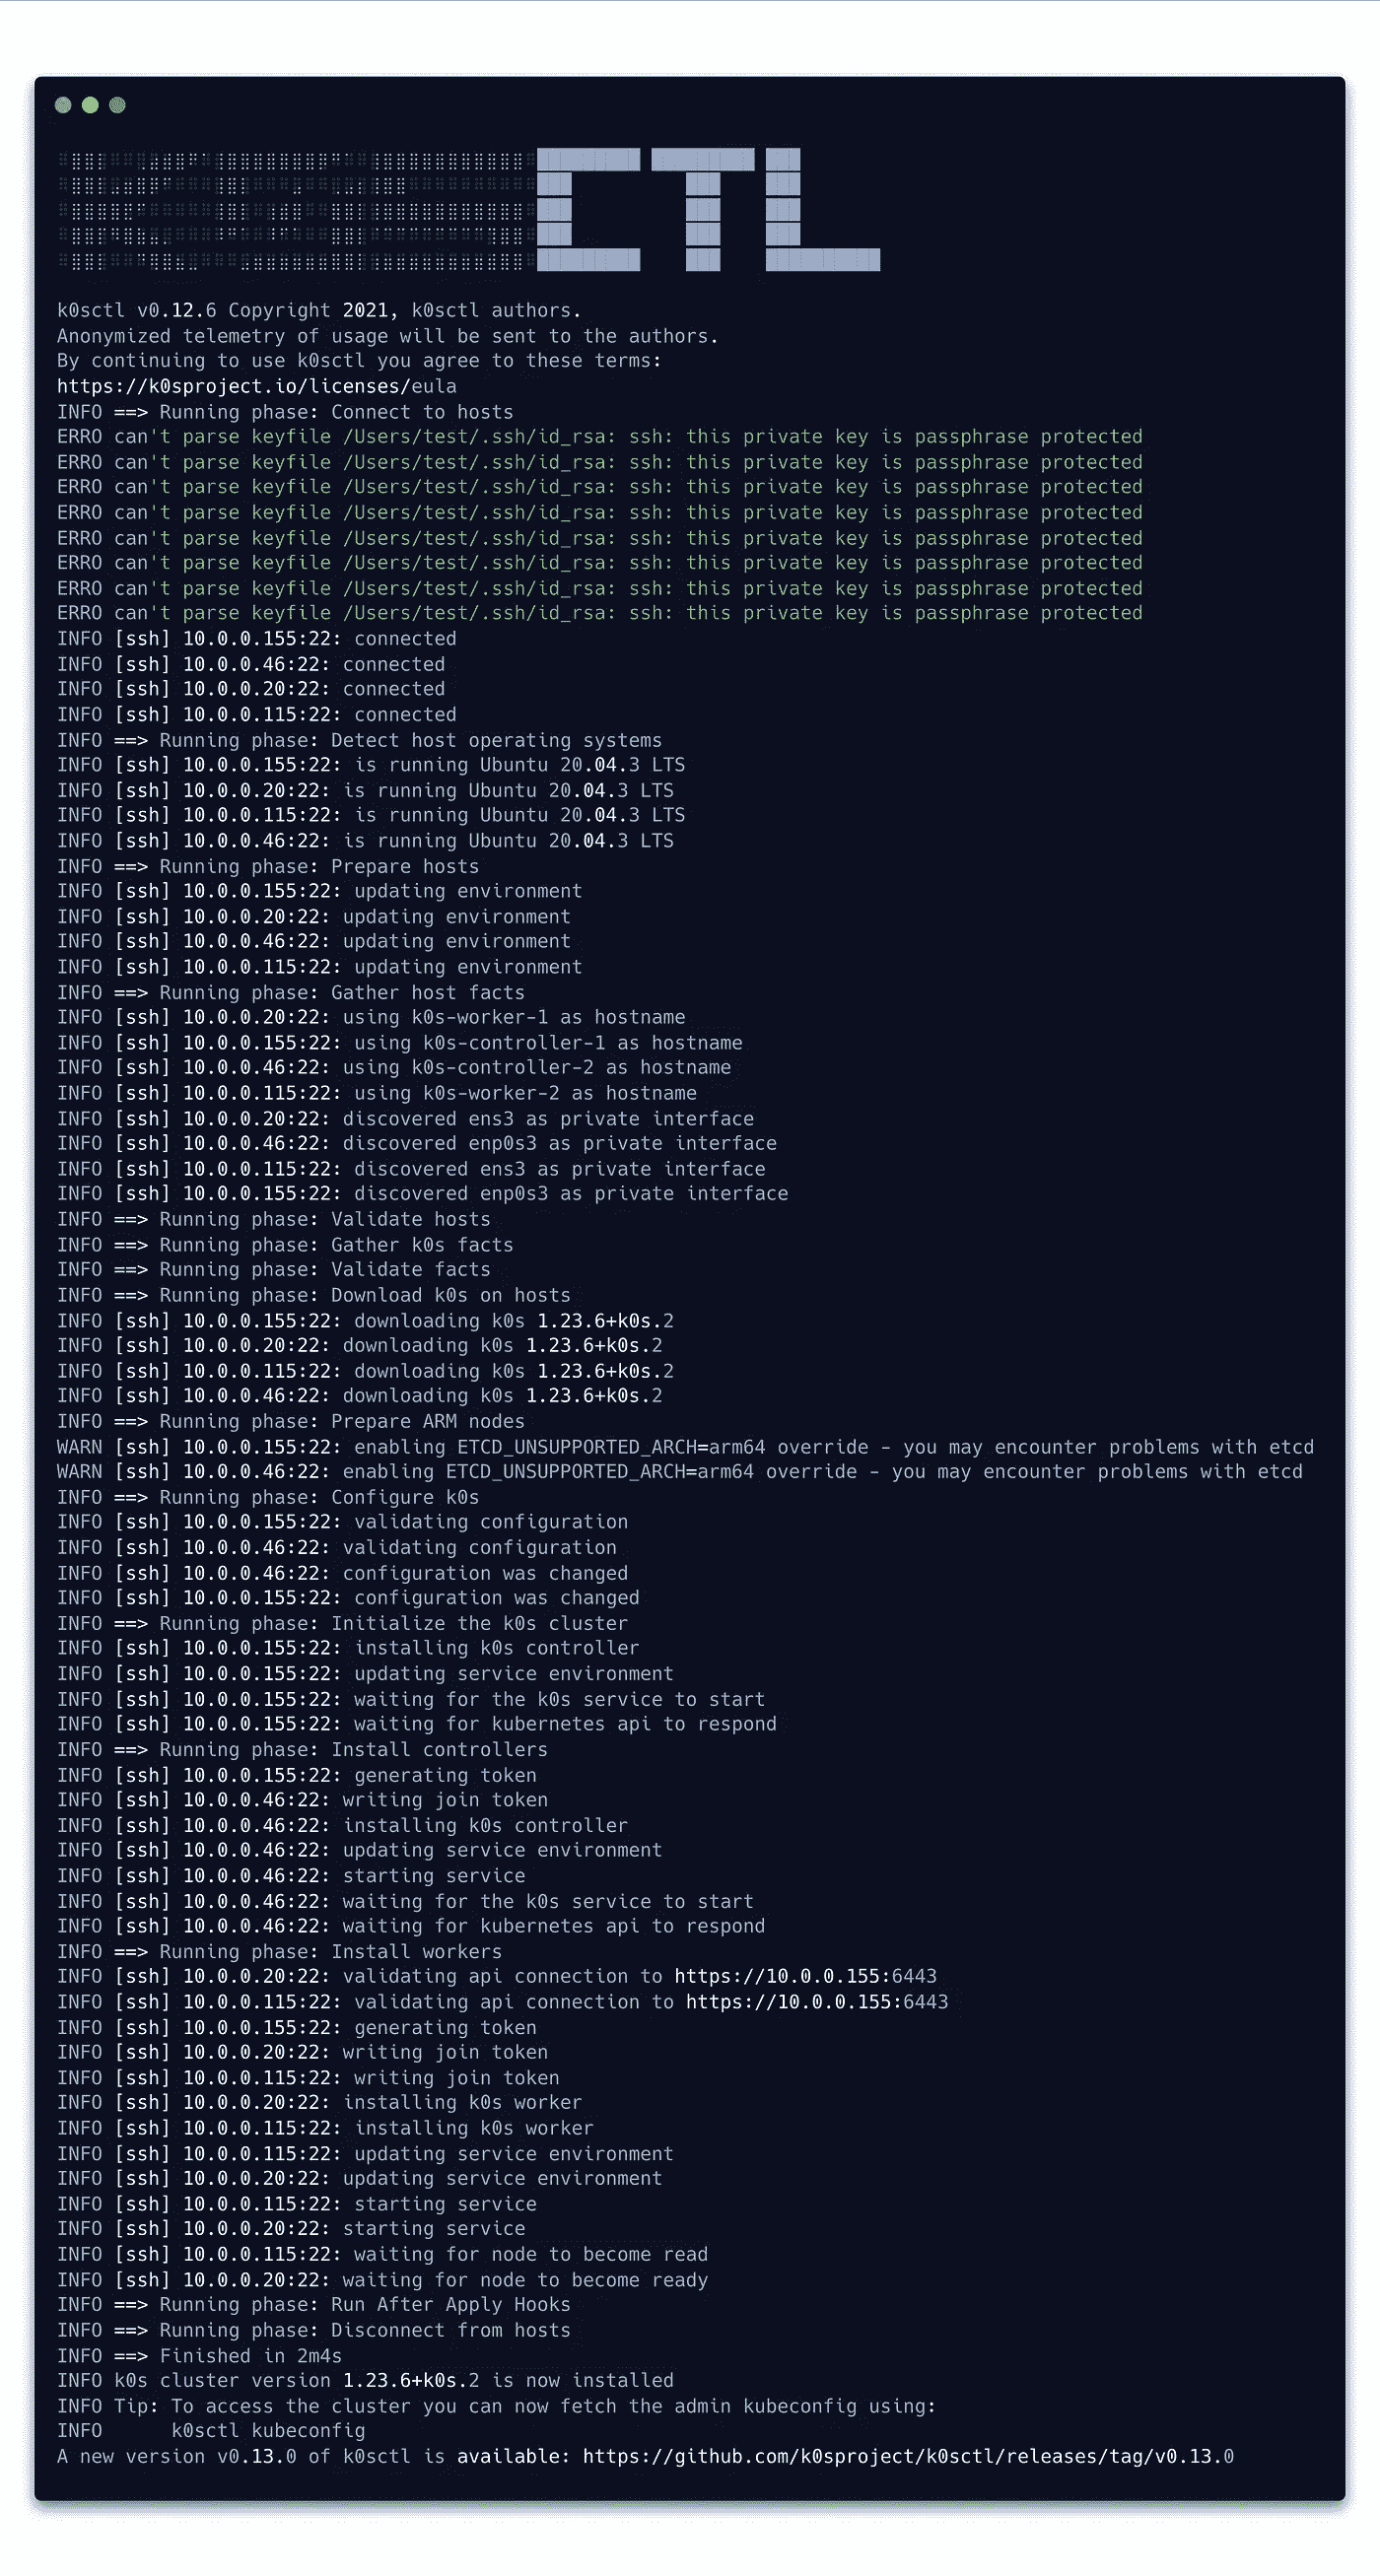 CTL
k0sctl v0.12.6 Copyright 2021, k0sctl authors.
Anonymized telemetry of usage will be sent to the authors.
By continuing to use k0sctl you agree to these terms:
https://k0sproject.io/licenses/eula
INFO ==> Running phase: Connect to hosts
ERRO can't parse keyfile /Users/test/.ssh/id_rsa: ssh: this private key is passphrase protected
ERRO can't parse keyfile /Users/test/.ssh/id_rsa: ssh: this private key is passphrase protected
ERRO can't parse keyfile /Users/test/.ssh/id_rsa: ssh: this private key is passphrase protected
ERRO can't parse keyfile /Users/test/.ssh/id_rsa: ssh: this private key is passphrase protected
ERRO can't parse keyfile /Users/test/.ssh/id_rsa: ssh: this private key is passphrase protected
ERRO can't parse keyfile /Users/test/.ssh/id_rsa: ssh: this private key is passphrase protected
ERRO can't parse keyfile /Users/test/.ssh/id_rsa: ssh: this private key is passphrase protected
ERRO can't parse keyfile /Users/test/.ssh/id_rsa: ssh: this private key is passphrase protected
INFO [ssh] 10.0.0.155:22: connected
INFO [ssh] 10.0.0.46:22: connected
INFO [ssh] 10.0.0.20:22: connected
INFO [ssh] 10.0.0.115:22: connected
INFO ==> Running phase: Detect host operating systems
INFO [ssh] 10.0.0.155:22: is running Ubuntu 20.04.3 LTS
INFO [ssh] 10.0.0.20:22: is running Ubuntu 20.04.3 LTS
INFO [ssh] 10.0.0.115:22: is running Ubuntu 20.04.3 LTS
INFO [ssh] 10.0.0.46:22: is running Ubuntu 20.04.3 LTS
INFO ==> Running phase: Prepare hosts
INFO [ssh] 10.0.0.155:22: updating environment
INFO [ssh] 10.0.0.20:22: updating environment
INFO [ssh] 10.0.0.46:22: updating environment
INFO [ssh] 10.0.0.115:22: updating environment
INFO ==> Running phase: Gather host facts
INFO [ssh] 10.0.0.20:22: using k0s-worker-1 as hostname
INFO [ssh] 10.0.0.155:22: using k0s-controller-1 as hostname
INFO [ssh] 10.0.0.46:22: using k0s-controller-2 as hostname
INFO [ssh] 10.0.0.115:22: using k0s-worker-2 as hostname
INFO [ssh] 10.0.0.20:22: discovered ens3 as private interface
INFO [ssh] 10.0.0.46:22: discovered enp0s3 as private interface
INFO [ssh] 10.0.0.115:22: discovered ens3 as private interface
INFO [ssh] 10.0.0.155:22: discovered enp0s3 as private interface
INFO ==> Running phase: Validate hosts
INFO ==> Running phase: Gather k0s facts
INFO ==> Running phase: Validate facts
INFO ==> Running phase: Download k0s on hosts
INFO [ssh] 10.0.0.155:22: downloading k0s 1.23.6+k0s.2
INFO [ssh] 10.0.0.20:22: downloading k0s 1.23.6+k0s.2
INFO [ssh] 10.0.0.115:22: downloading k0s 1.23.6+k0s.2
INFO [ssh] 10.0.0.46:22: downloading k0s 1.23.6+k0s.2
INFO ==> Running phase: Prepare ARM nodes
WARN [ssh] 10.0.0.155:22: enabling ETCD_UNSUPPORTED_ARCH=arm64 override - you may encounter problems with etcd
WARN [ssh] 10.0.0.46:22: enabling ETCD_UNSUPPORTED_ARCH=arm64 override - you may encounter problems with etcd
INFO ==> Running phase: Configure k0s
INFO [ssh] 10.0.0.155:22: validating configuration
INFO [ssh] 10.0.0.46:22: validating configuration
INFO [ssh] 10.0.0.46:22: configuration was changed
INFO [ssh] 10.0.0.155:22: configuration was changed
INFO ==> Running phase: Initialize the k0s cluster
INFO [ssh] 10.0.0.155:22: installing k0s controller
INFO [ssh] 10.0.0.155:22: updating service environment
INFO [ssh] 10.0.0.155:22: waiting for the k0s service to start
INFO [ssh] 10.0.0.155:22: waiting for kubernetes api to respond
INFO ==> Running phase: Install controllers
INFO [ssh] 10.0.0.155:22: generating token
INFO [ssh] 10.0.0.46:22: writing join token
INFO [ssh] 10.0.0.46:22: installing k0s controller
INFO [ssh] 10.0.0.46:22: updating service environment
INFO [ssh] 10.0.0.46:22: starting service
INFO [ssh] 10.0.0.46:22: waiting for the k0s service to start
INFO [ssh] 10.0.0.46:22: waiting for kubernetes api to respond
INFO ==> Running phase: Install workers
INFO [ssh] 10.0.0.20:22: validating api connection to https://10.0.0.155:6443
INFO [ssh] 10.0.0.115:22: validating api connection to https://10.0.0.155:6443
INFO [ssh] 10.0.0.155:22: generating token
INFO [ssh] 10.0.0.20:22: writing join token
INFO [ssh] 10.0.0.115:22: writing join token
INFO [ssh] 10.0.0.20:22: installing k0s worker
INFO [ssh] 10.0.0.115:22: installing k0s worker
INFO [ssh] 10.0.0.115:22: updating service environment
INFO [ssh] 10.0.0.20:22: updating service environment
INFO [ssh] 10.0.0.115:22: starting service
INFO [ssh] 10.0.0.20:22: starting service
INFO [ssh] 10.0.0.115:22: waiting for node to become read
INFO [ssh] 10.0.0.20:22: waiting for node to become ready
INFO ==> Running phase: Run After Apply Hooks
INFO ==> Running phase: Disconnect from hosts
INFO ==> Finished in 2m4s
INFO k0s cluster version 1.23.6+k0s.2 is now installed
INFO Tip: To access the cluster you can now fetch the admin kubeconfig using:
INFO      k0sctl kubeconfig
A new version v0.13.0 of k0sctl is available: https://github.com/k0sproject/k0sctl/releases/tag/v0.13.0